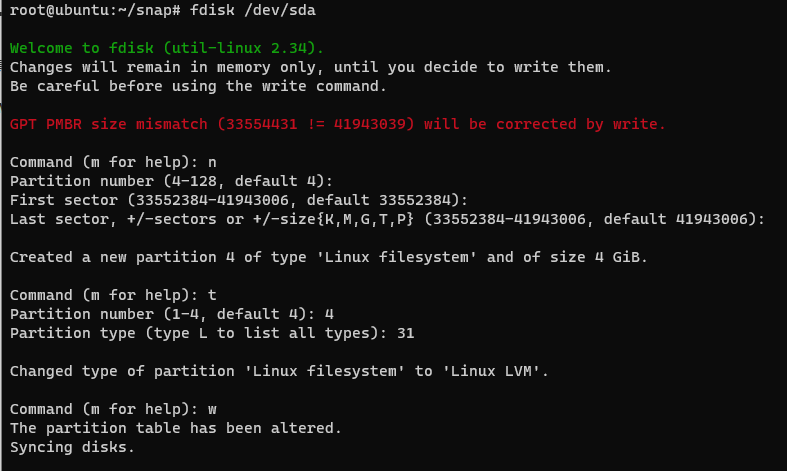 root@ubuntu:~/snap# fdisk /dev/sda
Welcome to fdisk (util-linux 2.34).
Changes will remain in memory only, until you decide to write them.
Be careful before using the write command.
GPT PMBR size mismatch (33554431 != 41943039) will be corrected by write.
Command (m for help): n
Partition number (4-128, default 4):
First sector (33552384-41943006, default 33552384):
Last sector, +/-sectors or +/-size{K,M,G,T,P} (33552384-41943006, default 41943006):
Created a new partition 4 of type 'Linux filesystem' and of size 4 GiB.
Command (m for help): t
Partition number (1-4, default 4): 4
Partition type (type L to list all types): 31
Changed type of partition 'Linux filesystem' to 'Linux LVM'.
Command (m for help): w
The partition table has been altered.
Syncing disks.